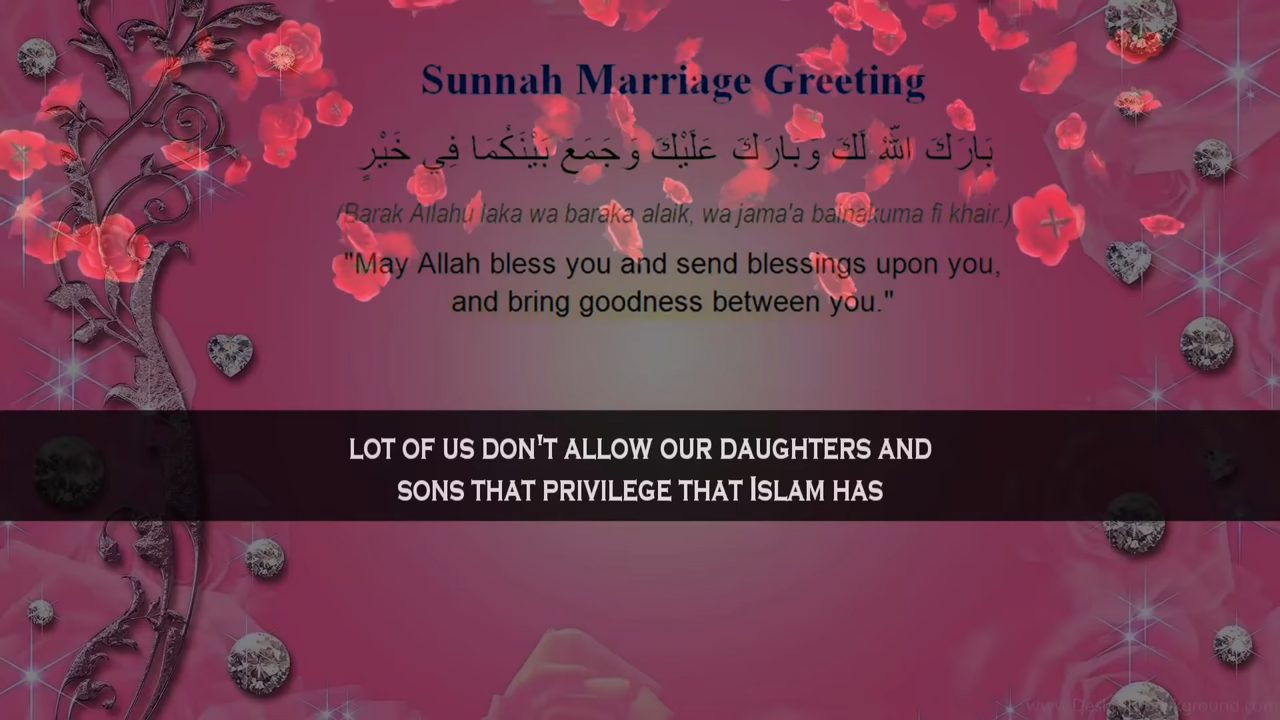 Sunnah Marriage Greeting
بَارَكَ اللّٰهُ لَكَ وَبَارَكَ عَلَيْكَ وَجَمَعَ بَيْنَكُمَا فِي خَيْرٍ
(Barak Allahu laka wa baraka alaik, wa jama'a bainakuma fi khair.)
"May Allah bless you and send blessings upon you,
and bring goodness between you."
LOT OF US DON'T ALLOW OUR DAUGHTERS AND
SONS THAT PRIVILEGE THAT ISLAM HAS